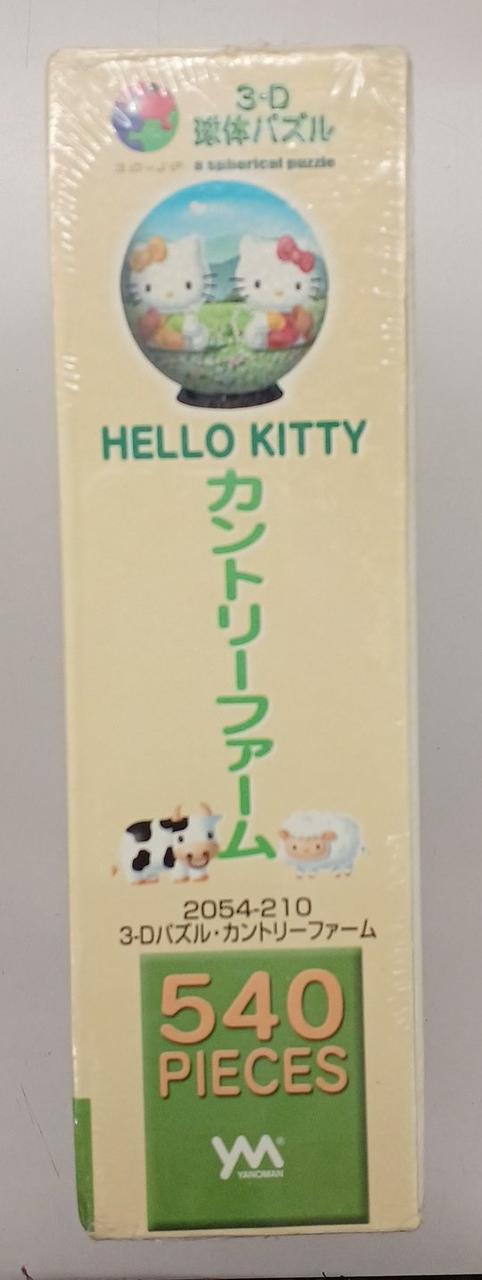 3-D
球体パズル
a spherical puzzle
HELLO KITTY
カントリーファーム
2054-210
3-Dパズル・カントリーファーム
540
PIECES
YM®
YANOMAN